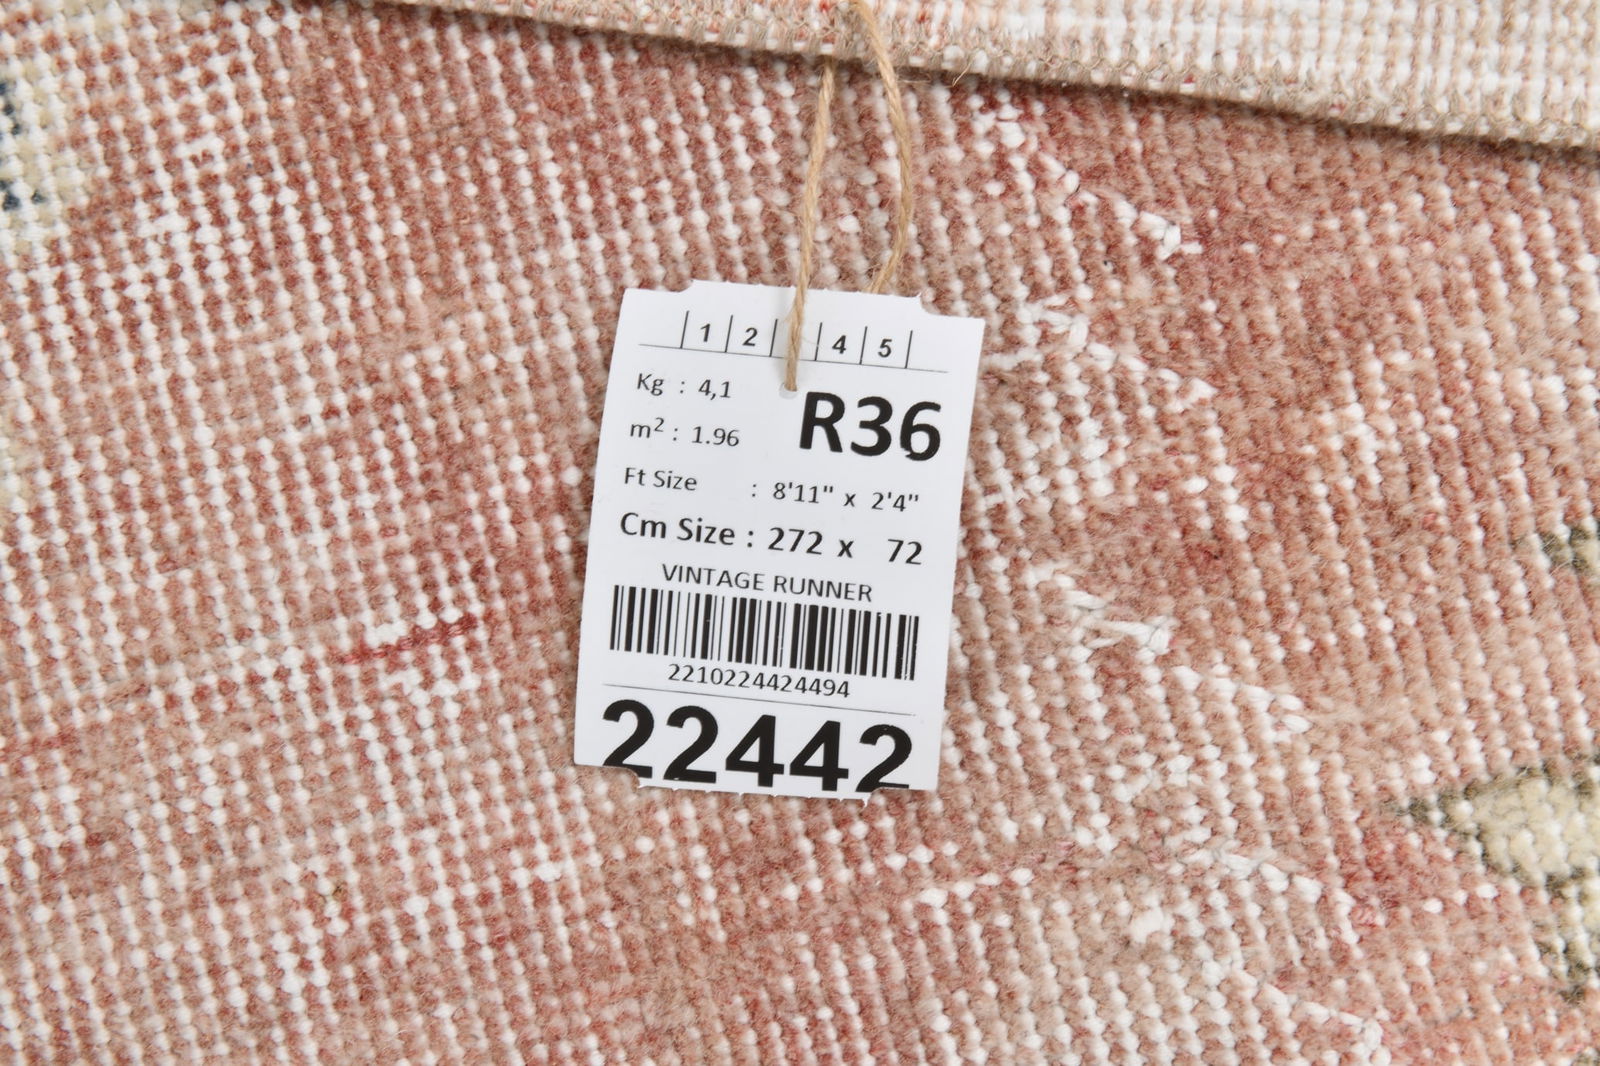 1 2 4 5
Kg : 4,1
R36
m² : 1.96
Ft Size : 8'11" x 2'4"
Cm Size : 272 x 72
VINTAGE RUNNER
2210224424494
22442